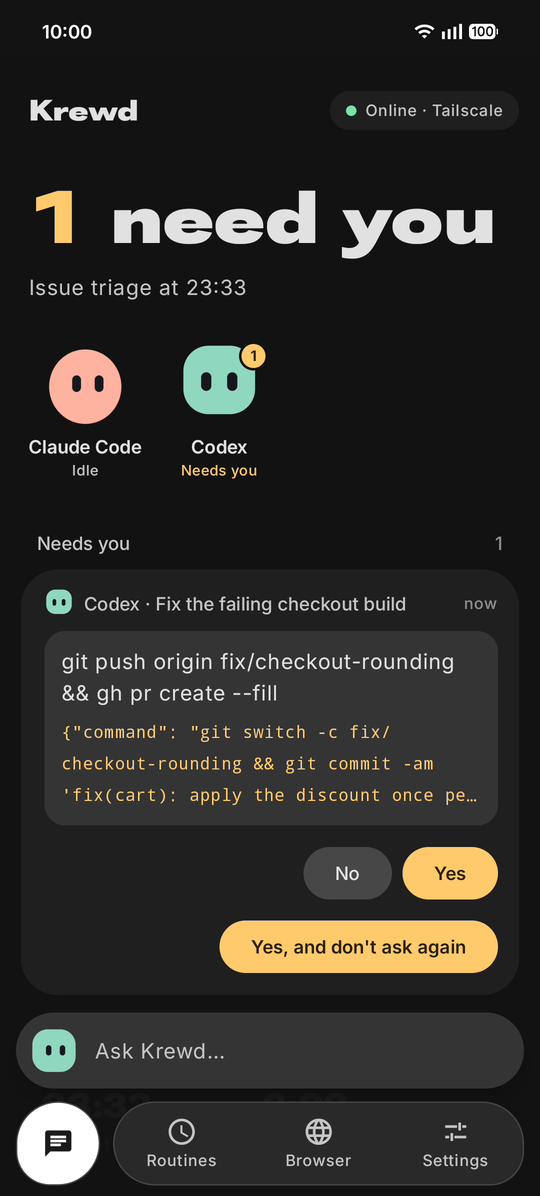 10:00
100
Krewd
Online · Tailscale
1 need you
Issue triage at 23:33
1
Claude Code
Codex
Idle
Needs you
Needs you
1
Codex · Fix the failing checkout build
now
git push origin fix/checkout-rounding
&& gh pr create --fill
{"command": "git switch -c fix/
checkout-rounding && git commit -am
'fix(cart): apply the discount once pe…
No
Yes
Yes, and don't ask again
Ask Krewd...
Routines
Browser
Settings